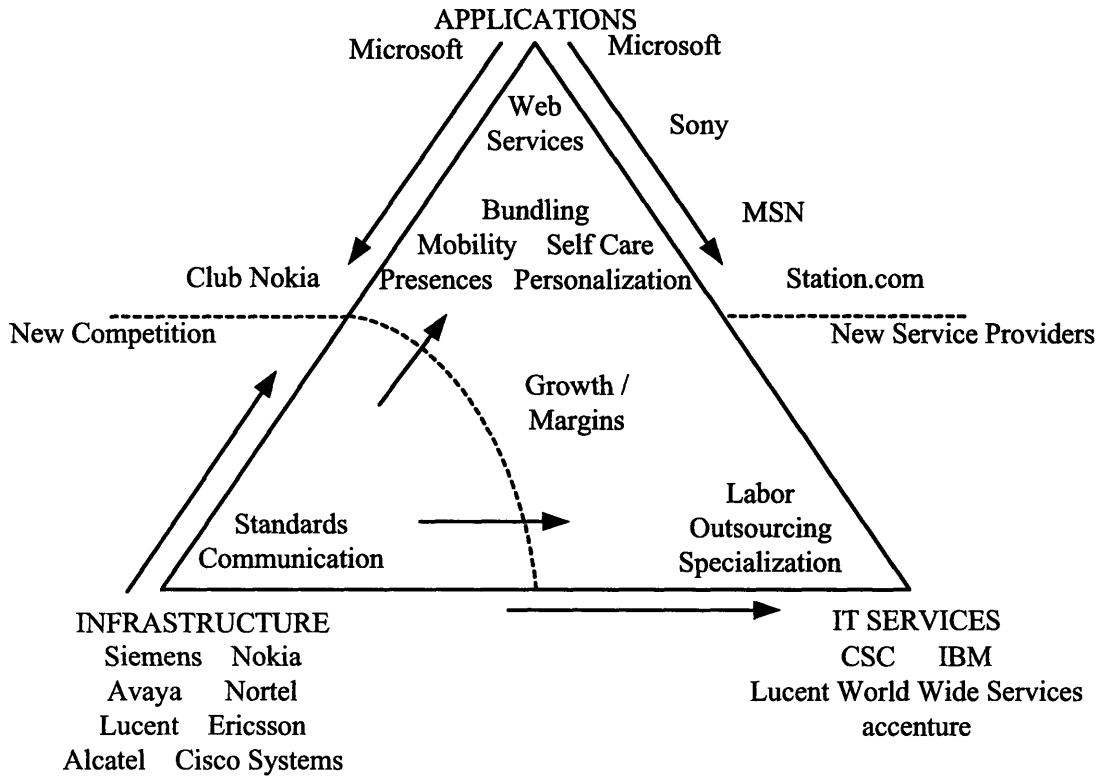 APPLICATIONS
Microsoft Microsoft
Web
Services
Sony
Bundling
MSN
Mobility Self Care
Club Nokia
Presences Personalization
Station.com
New Competition
New Service Providers
Growth /
Margins
Standards
Communication
Labor
Outsourcing
Specialization
INFRASTRUCTURE
Siemens Nokia
Avaya Nortel
Lucent Ericsson
Alcatel Cisco Systems
IT SERVICES
CSC IBM
Lucent World Wide Services
accenture